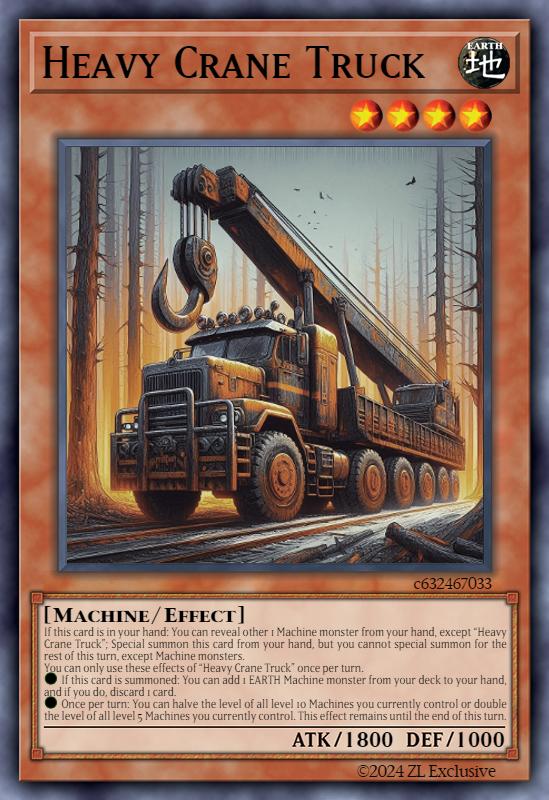 Heavy Crane Truck
EARTH
地
c632467033
[Machine/Effect]
If this card is in your hand: You can reveal other 1 Machine monster from your hand, except “Heavy
Crane Truck”; Special summon this card from your hand, but you cannot special summon for the
rest of this turn, except Machine monsters.
You can only use these effects of “Heavy Crane Truck” once per turn.
● If this card is summoned: You can add 1 EARTH Machine monster from your deck to your hand,
and if you do, discard 1 card.
● Once per turn: You can halve the level of all level 10 Machines you currently control or double
the level of all level 5 Machines you currently control. This effect remains until the end of this turn.
ATK/1800 DEF/1000
©2024 ZL Exclusive